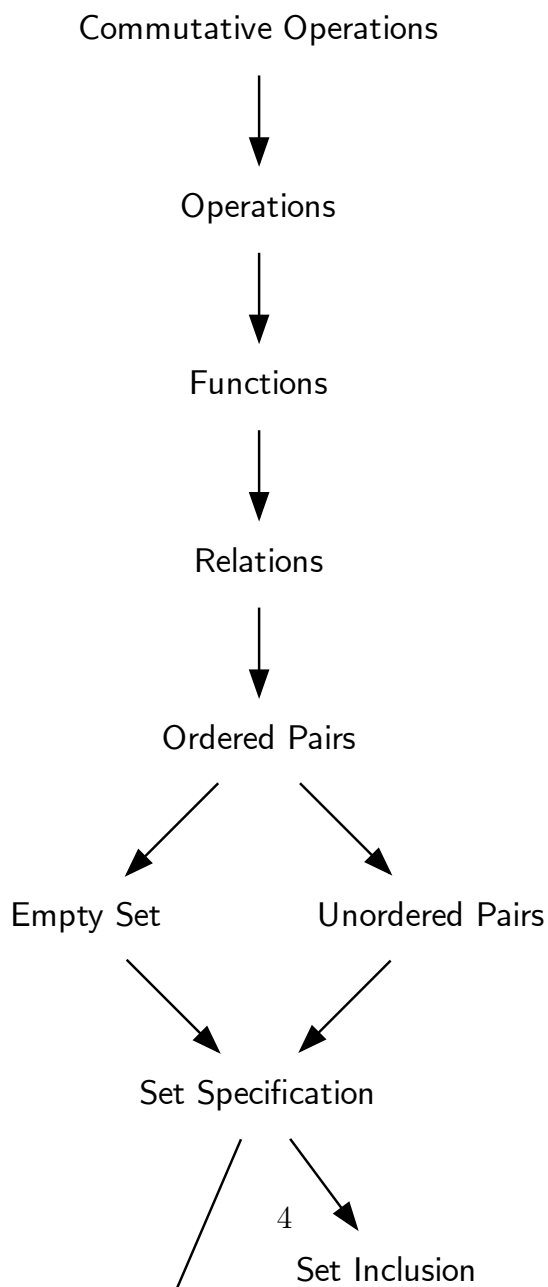 Commutative Operations
Operations
Functions
Relations
Ordered Pairs
Empty Set
Unordered Pairs
Set Specification
4
Set Inclusion